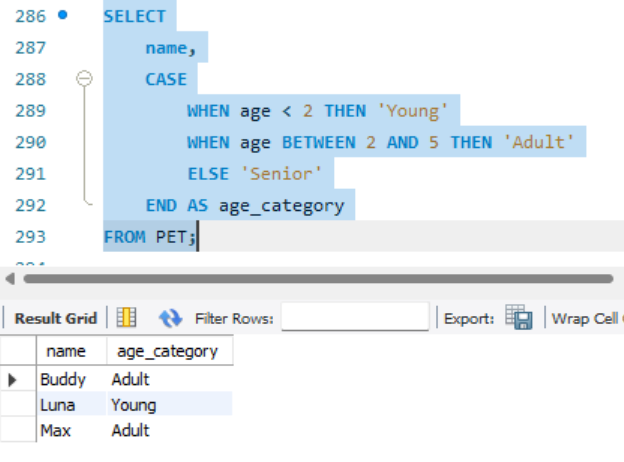 286 SELECT
287 name,
288 CASE
289 WHEN age < 2 THEN 'Young'
290 WHEN age BETWEEN 2 AND 5 THEN 'Adult'
291 ELSE 'Senior'
292 END AS age_category
293 FROM PET;
Result Grid Filter Rows: Export: Wrap Cell
name age_category
Buddy Adult
Luna Young
Max Adult